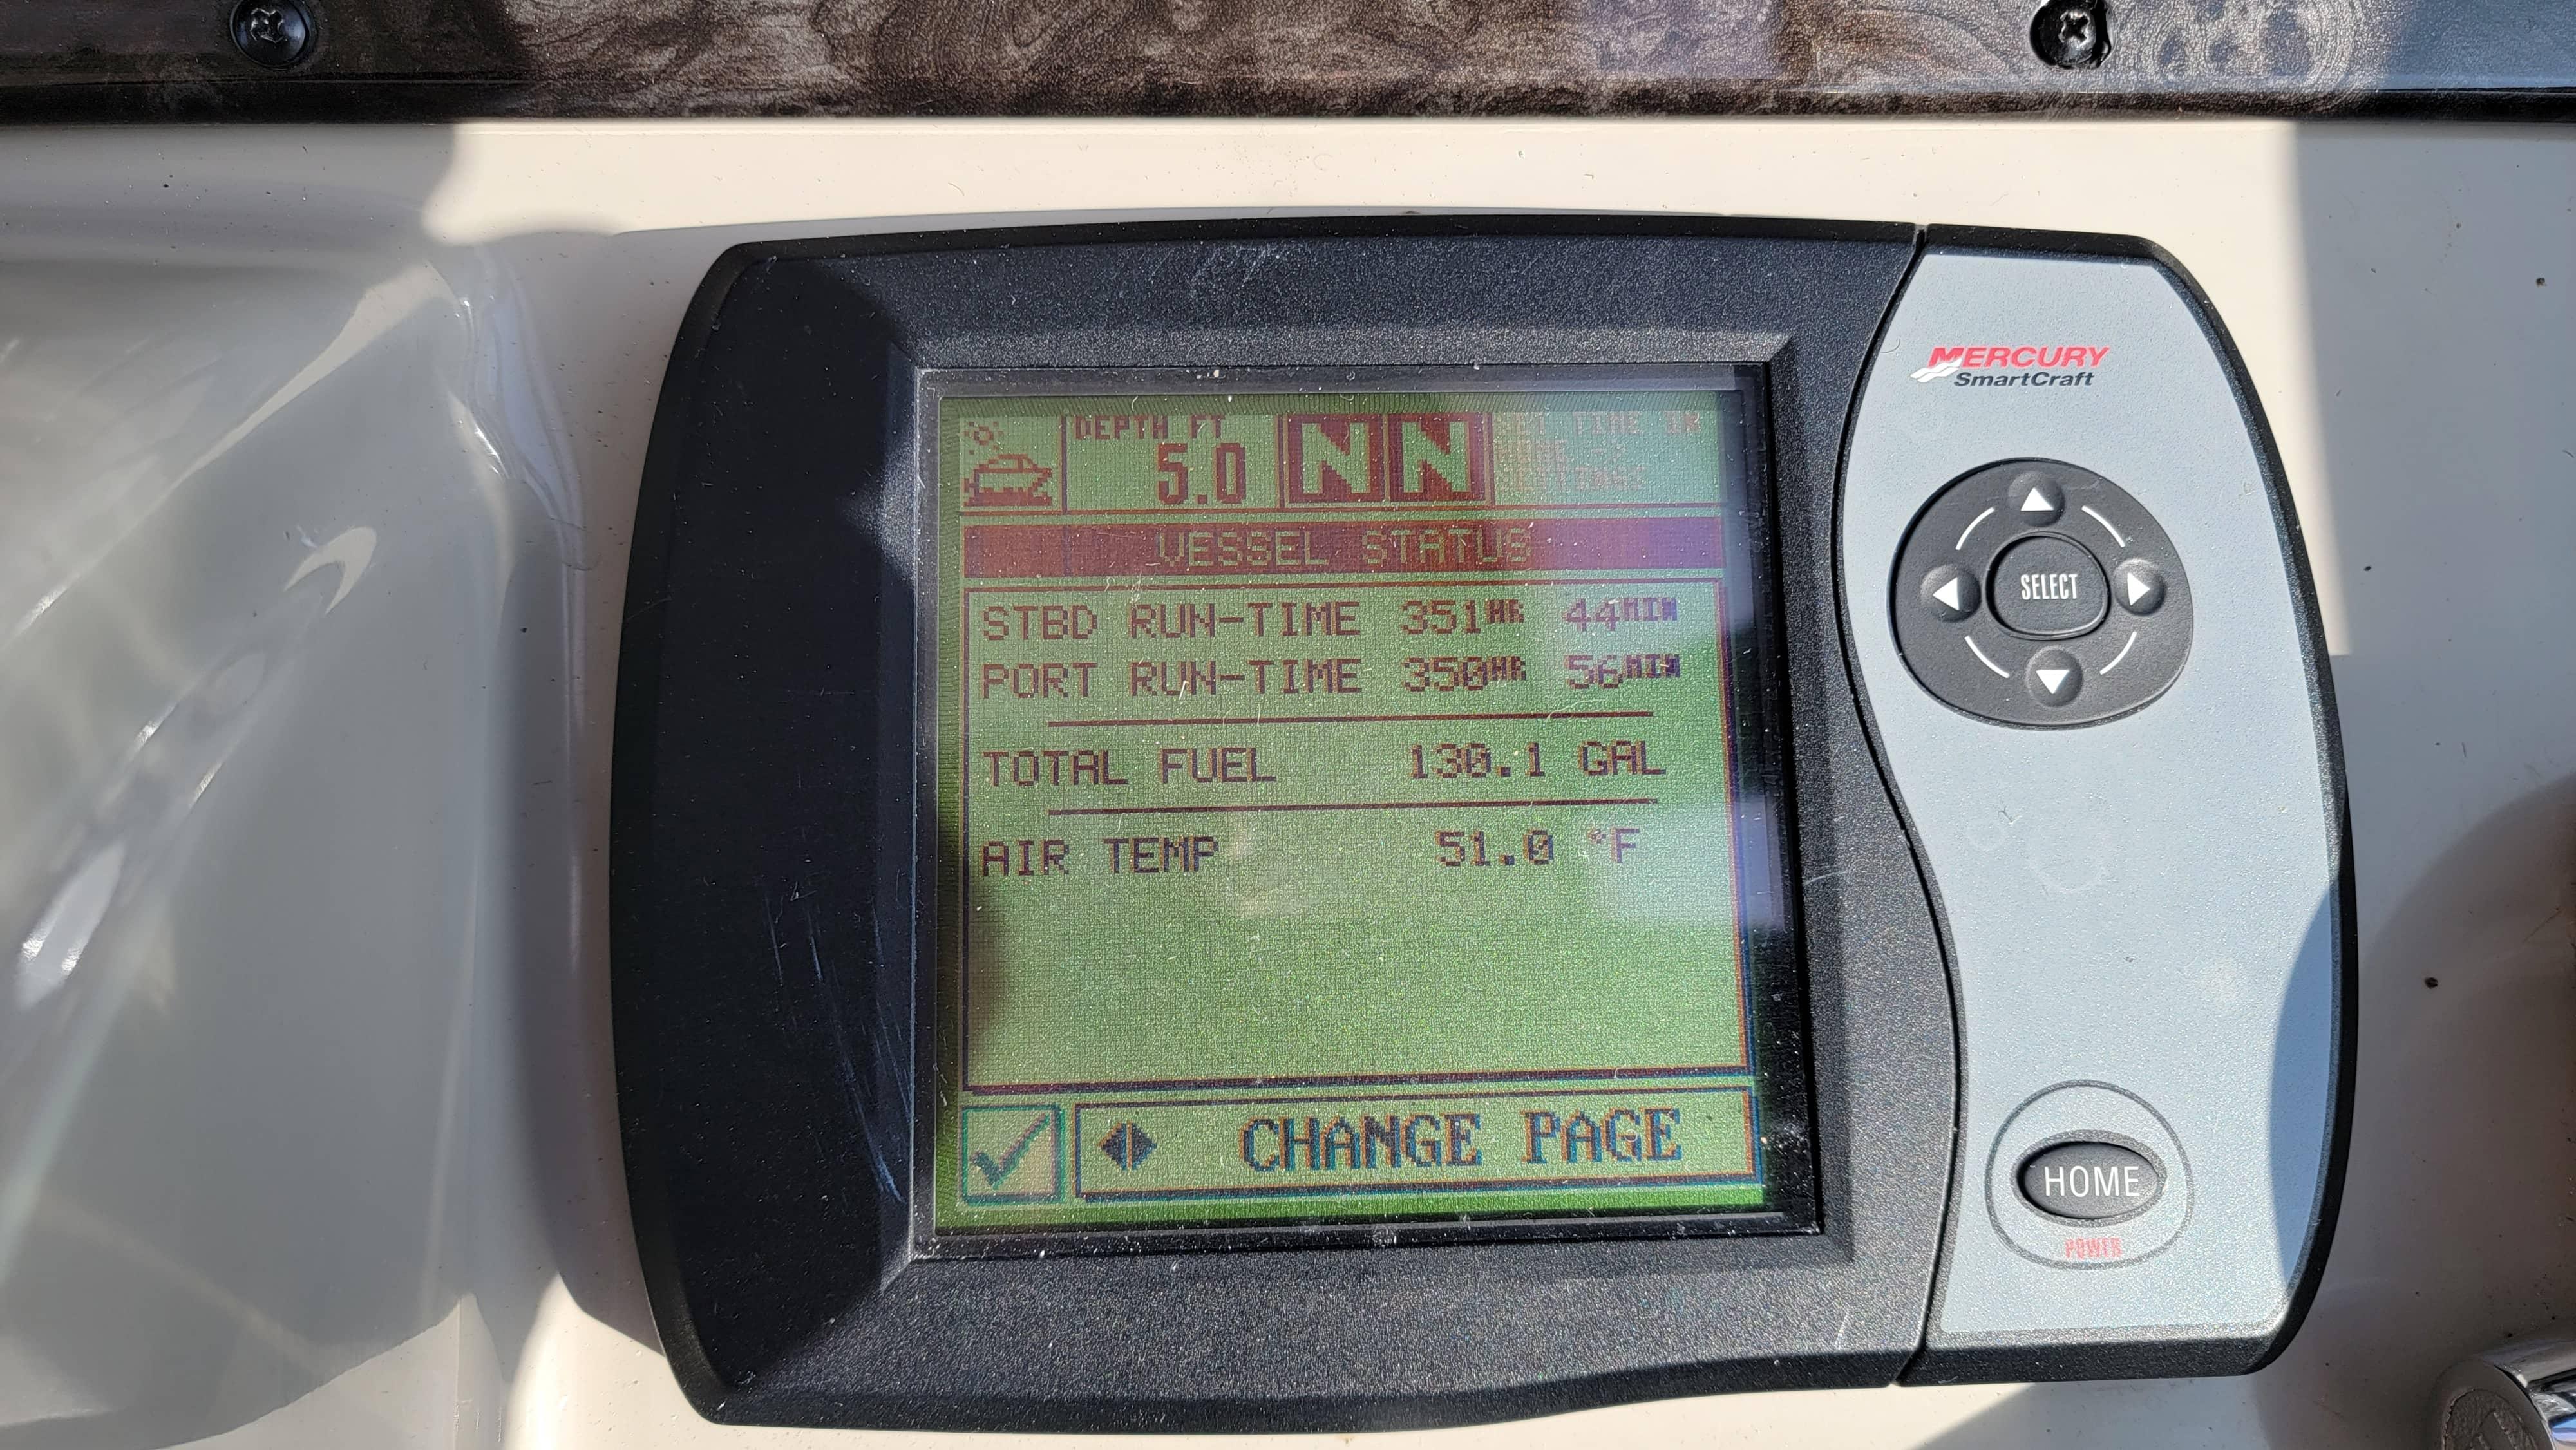 MERCURY
SmartCraft
DEPTH FT
5.0
N N
TIME
VESSEL STATUS
STBD RUN-TIME 351HR 44MIN
PORT RUN-TIME 350HR 56MIN
TOTAL FUEL 130.1 GAL
AIR TEMP 51.0 °F
CHANGE PAGE
SELECT
HOME
POWER